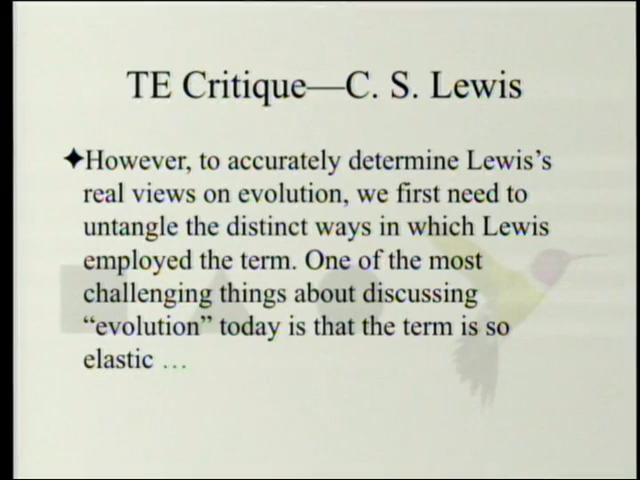 TE Critique—C. S. Lewis
✦However, to accurately determine Lewis’s
real views on evolution, we first need to
untangle the distinct ways in which Lewis
employed the term. One of the most
challenging things about discussing
“evolution” today is that the term is so
elastic …